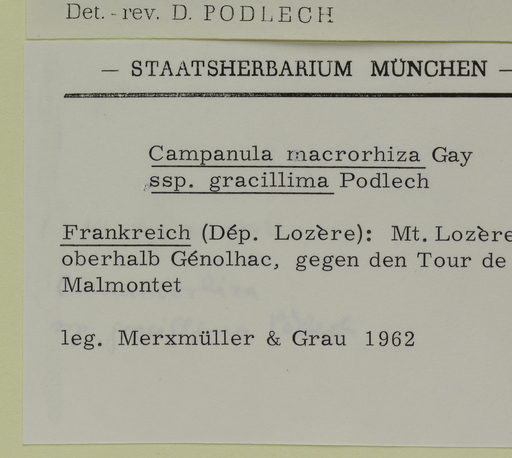 Det. - rev. D. PODLECH
— STAATSHERBARIUM MÜNCHEN —
Campanula macrorhiza Gay
ssp. gracillima Podlech
Frankreich (Dép. Lozère): Mt. Lozère
oberhalb Génolhac, gegen den Tour de
Malmontet
leg. Merxmüller & Grau 1962